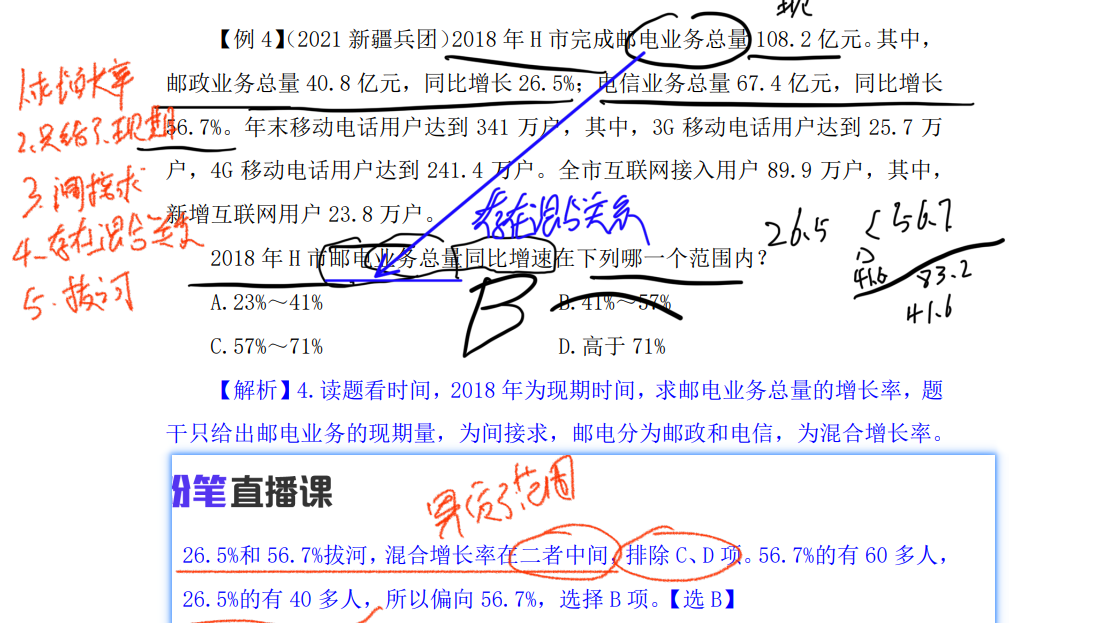 现
【例 4】（2021 新疆兵团）2018 年 H 市完成邮电业务总量 108.2 亿元。其中，
邮政业务总量 40.8 亿元，同比增长 26.5%；电信业务总量 67.4 亿元，同比增长
56.7%。年末移动电话用户达到 341 万户，其中，3G 移动电话用户达到 25.7 万
户，4G 移动电话用户达到 241.4 万户。全市互联网接入用户 89.9 万户，其中，
新增互联网用户 23.8 万户。
1.求增长率
2.只给了现期
3.间接求
4.存在混合关系
5.拔河
存在混合关系
26.5 < 56.7
41.6 83.2
41.6
2018 年 H 市邮电业务总量同比增速在下列哪一个范围内？
A.23%～41% B.41%～57%
B
C.57%～71% D.高于 71%
【解析】4.读题看时间，2018 年为现期时间，求邮电业务总量的增长率，题
干只给出邮电业务的现期量，为间接求，邮电分为邮政和电信，为混合增长率。
粉笔直播课
范围
26.5%和 56.7%拔河，混合增长率在二者中间，排除 C、D 项。56.7%的有 60 多人，
26.5%的有 40 多人，所以偏向 56.7%，选择 B 项。【选 B】